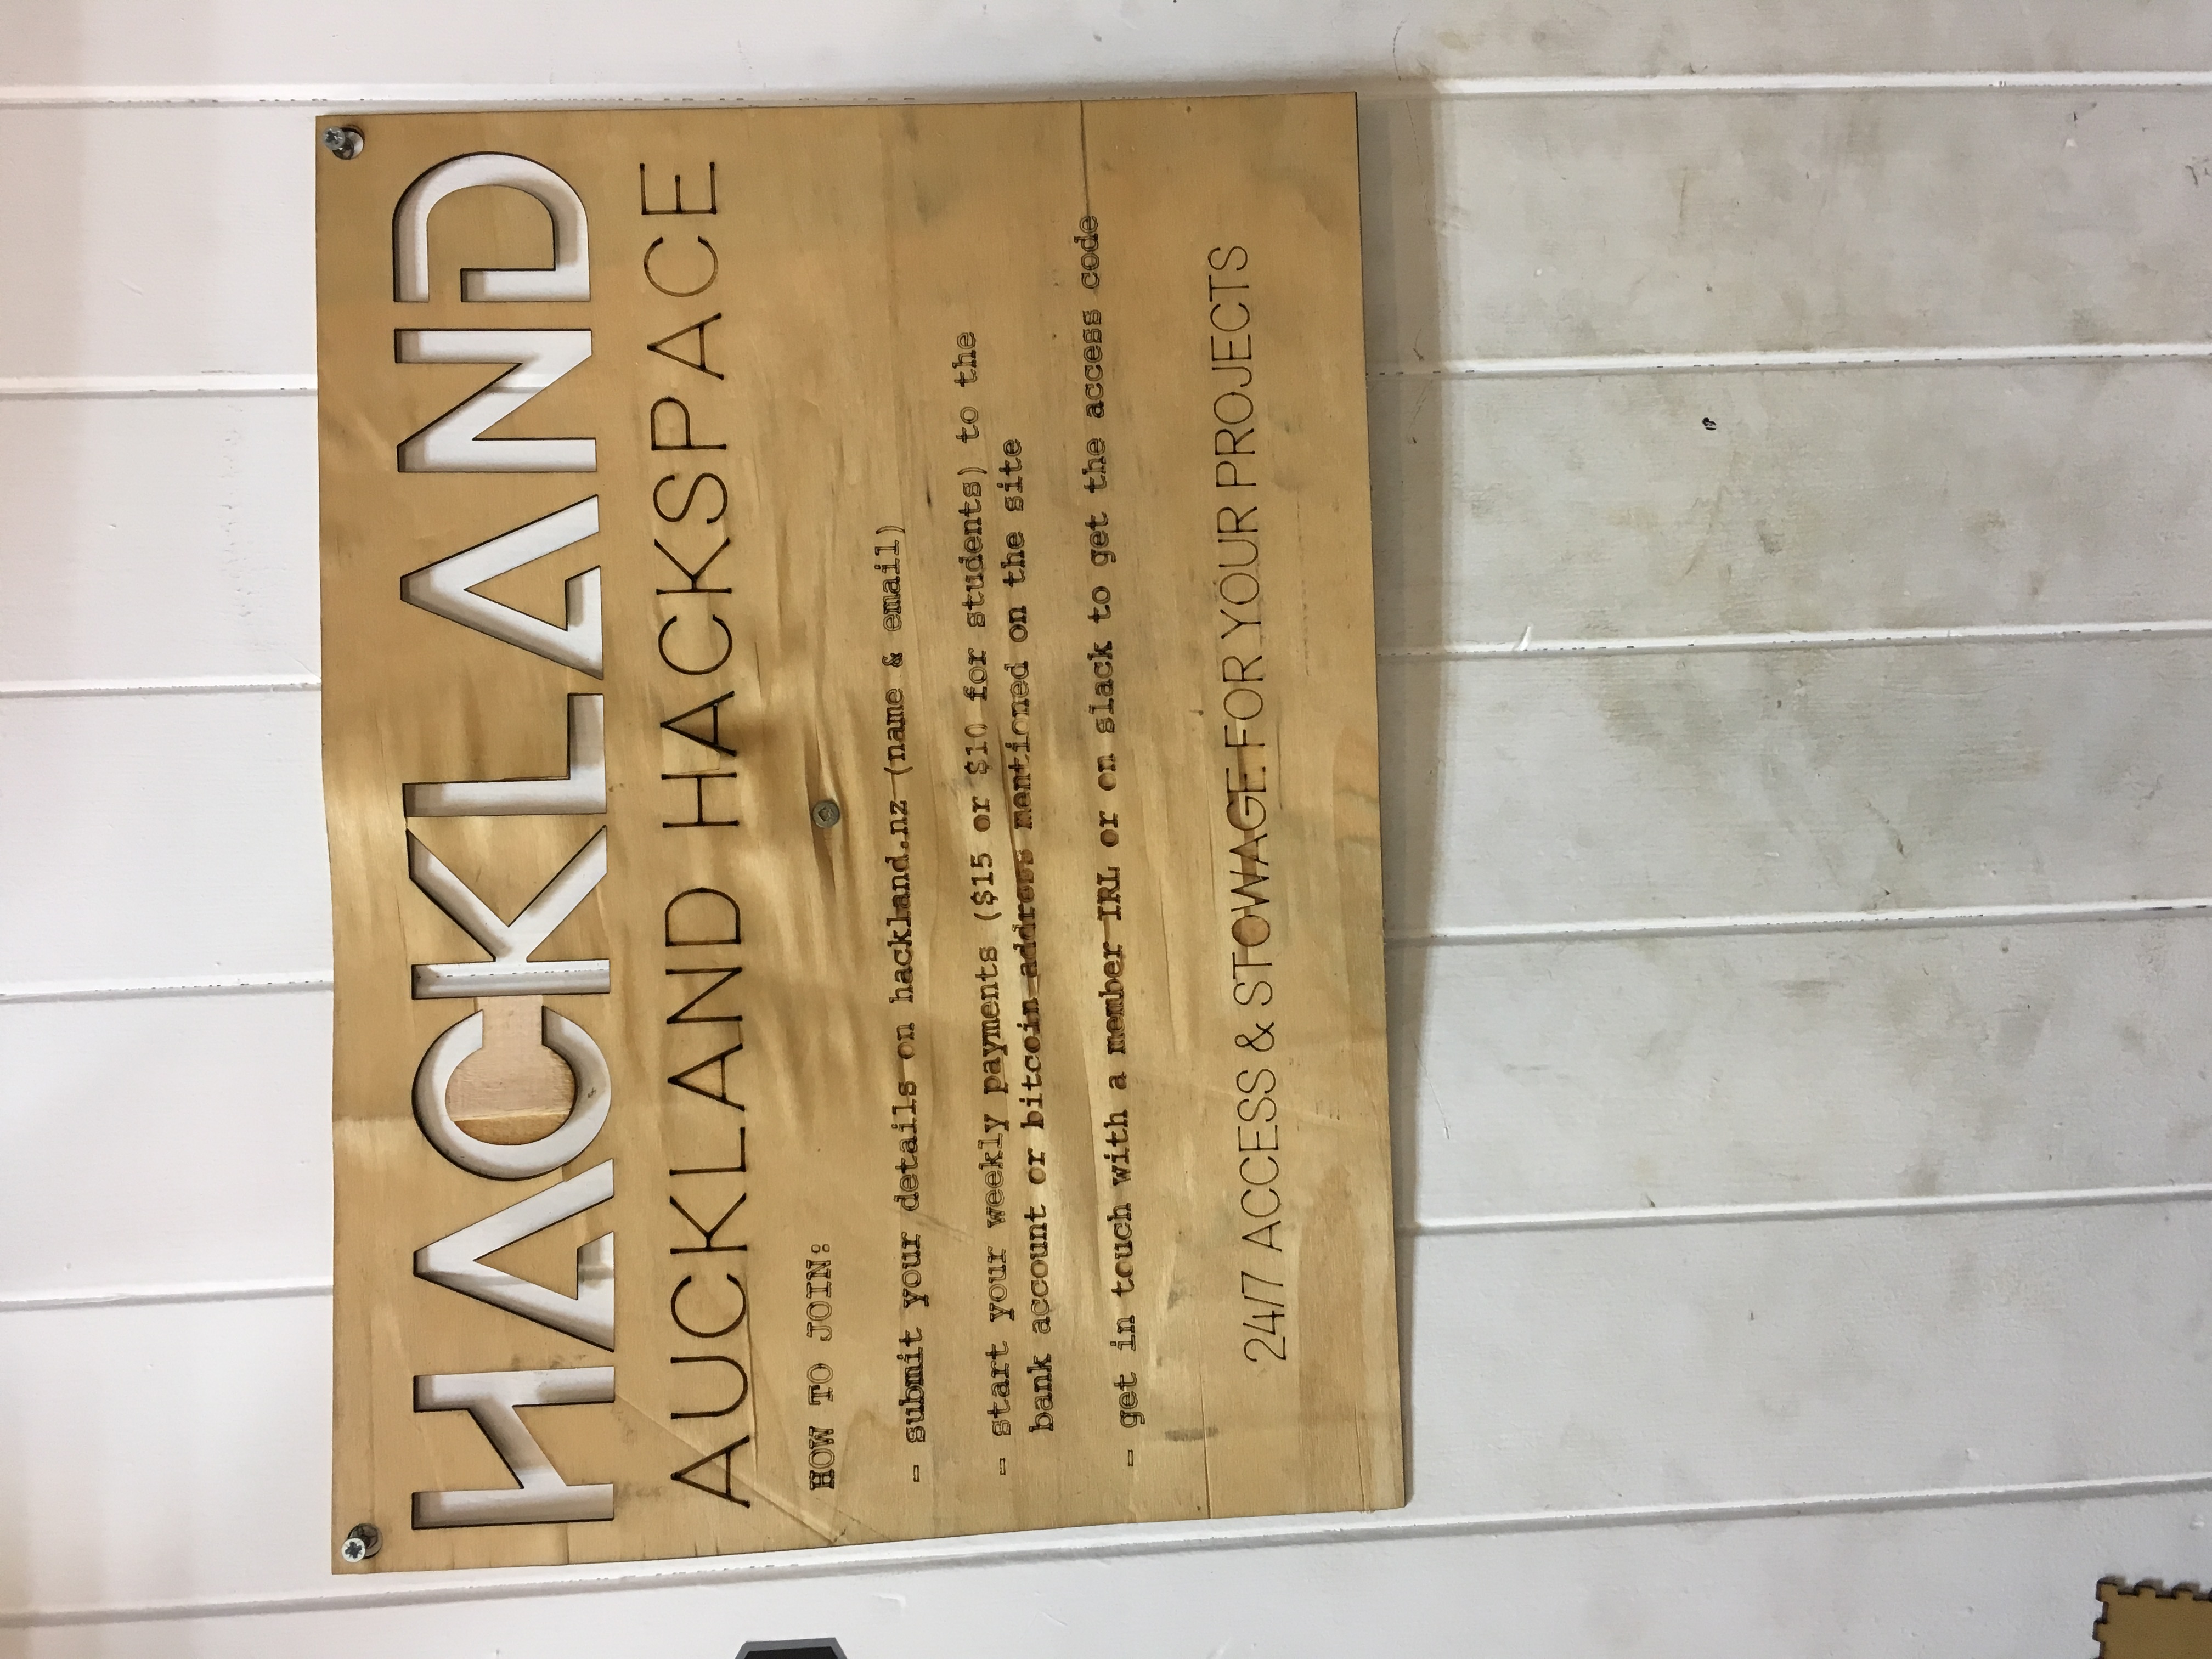 HACKLAND
AUCKLAND HACKSPACE
HOW TO JOIN:
- submit your details on hackland.nz (name & email)
- start your weekly payments ($15 or $10 for students) to the
bank account or bitcoin address mentioned on the site
- get in touch with a member IRL or on slack to get the access code
24/7 ACCESS & STOWAGE FOR YOUR PROJECTS